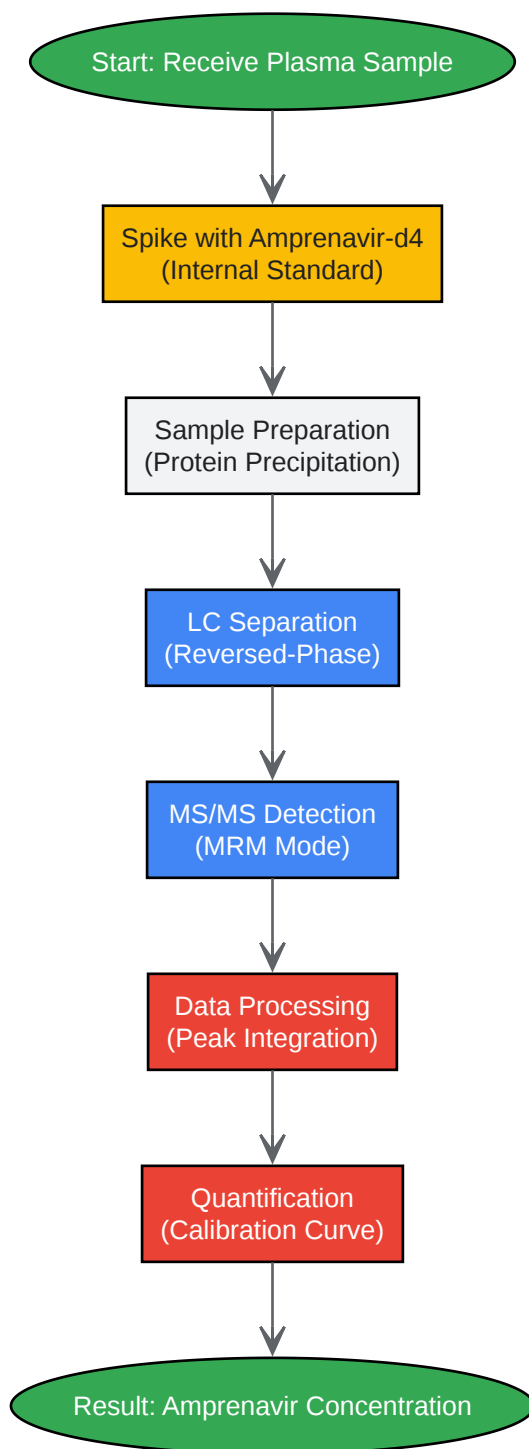 Start: Receive Plasma Sample
Spike with Amprenavir-d4
(Internal Standard)
Sample Preparation
(Protein Precipitation)
LC Separation
(Reversed-Phase)
MS/MS Detection
(MRM Mode)
Data Processing
(Peak Integration)
Quantification
(Calibration Curve)
Result: Amprenavir Concentration